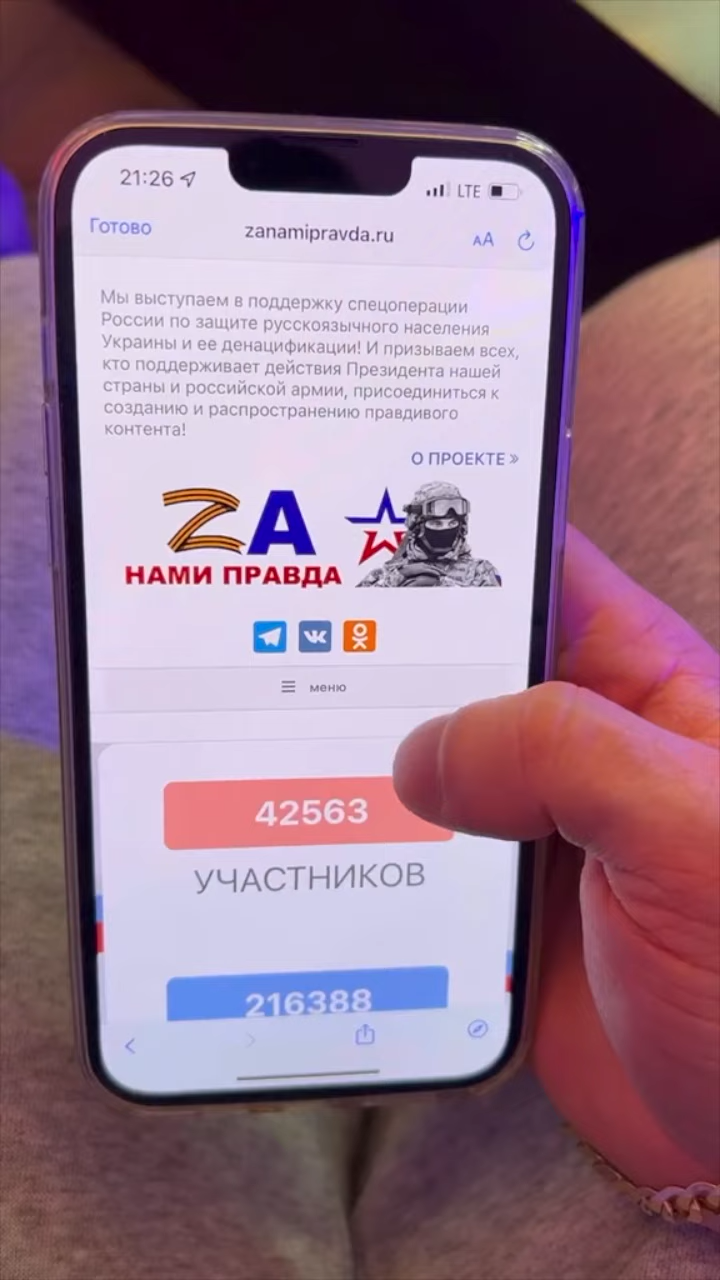 21:26
LTE
Готово
zanamipravda.ru
AA
Мы выступаем в поддержку спецоперации
России по защите русскоязычного населения
Украины и ее денацификации! И призываем всех,
кто поддерживает действия Президента нашей
страны и российской армии, присоединиться к
созданию и распространению правдивого
контента!
О ПРОЕКТЕ »
ZА
НАМИ ПРАВДА
меню
42563
УЧАСТНИКОВ
216388